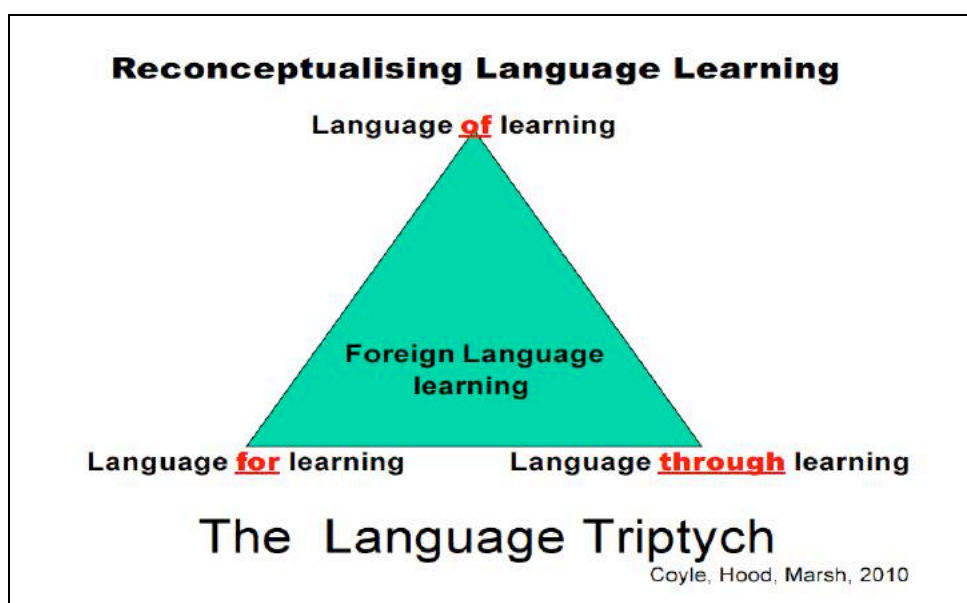 Reconceptualising Language Learning
Language of learning
Foreign Language
learning
Language for learning
Language through learning
The Language Triptych
Coyle, Hood, Marsh, 2010